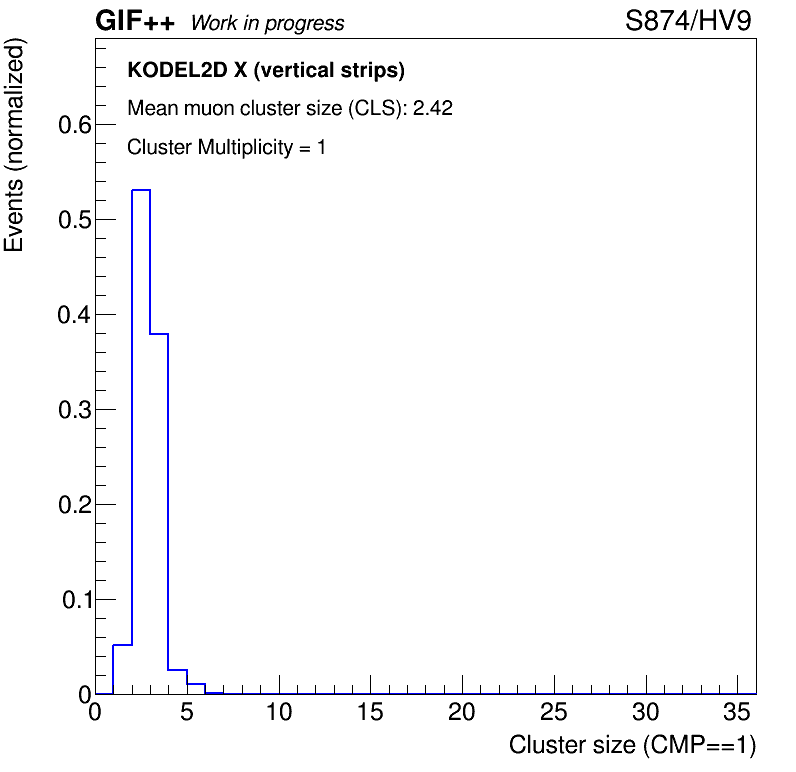 GIF++ Work in progress S874/HV9
Events (normalized)
KODEL2D X (vertical strips)
Mean muon cluster size (CLS): 2.42
Cluster Multiplicity = 1
0.6
0.5
0.4
0.3
0.2
0.1
0
0 5 10 15 20 25 30 35
Cluster size (CMP==1)